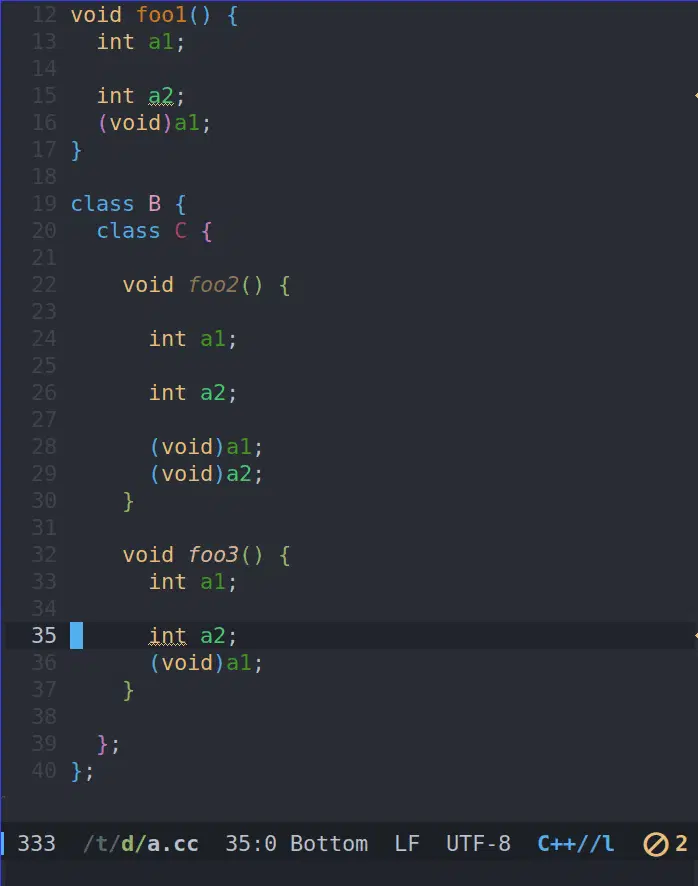 12 void foo1() {
13   int a1;
14
15   int a2;
16   (void)a1;
17 }
18
19 class B {
20   class C {
21
22     void foo2() {
23
24       int a1;
25
26       int a2;
27
28       (void)a1;
29       (void)a2;
30     }
31
32     void foo3() {
33       int a1;
34
35       int a2;
36       (void)a1;
37     }
38
39   };
40 };
333 /t/d/a.cc 35:0 Bottom LF UTF-8 C++//l 2